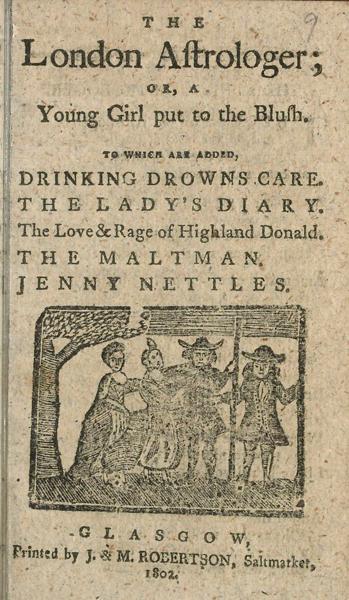 9
THE
London Aſtrologer;
OR, A
Young Girl put to the Bluſh.
TO WHICH ARE ADDED,
DRINKING DROWNS CARE.
THE LADY'S DIARY.
The Love & Rage of Highland Donald.
THE MALTMAN.
JENNY NETTLES.
GLASGOW,
Printed by J. & M. ROBERTSON, Saltmarket,
1802.